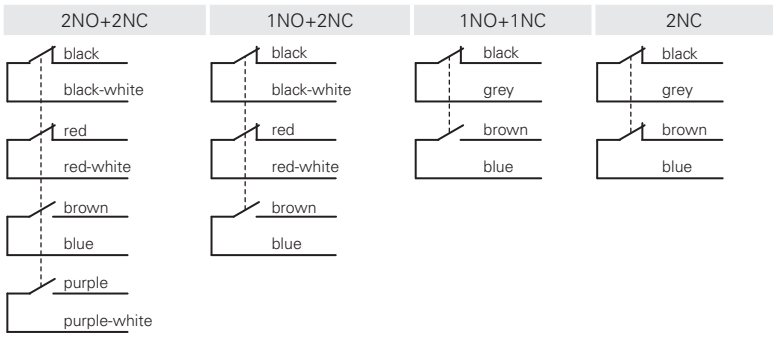 2NO+2NC 1NO+2NC 1NO+1NC 2NC
black black black black
black-white black-white grey grey
red red brown brown
red-white red-white blue blue
brown brown
blue blue
purple
purple-white